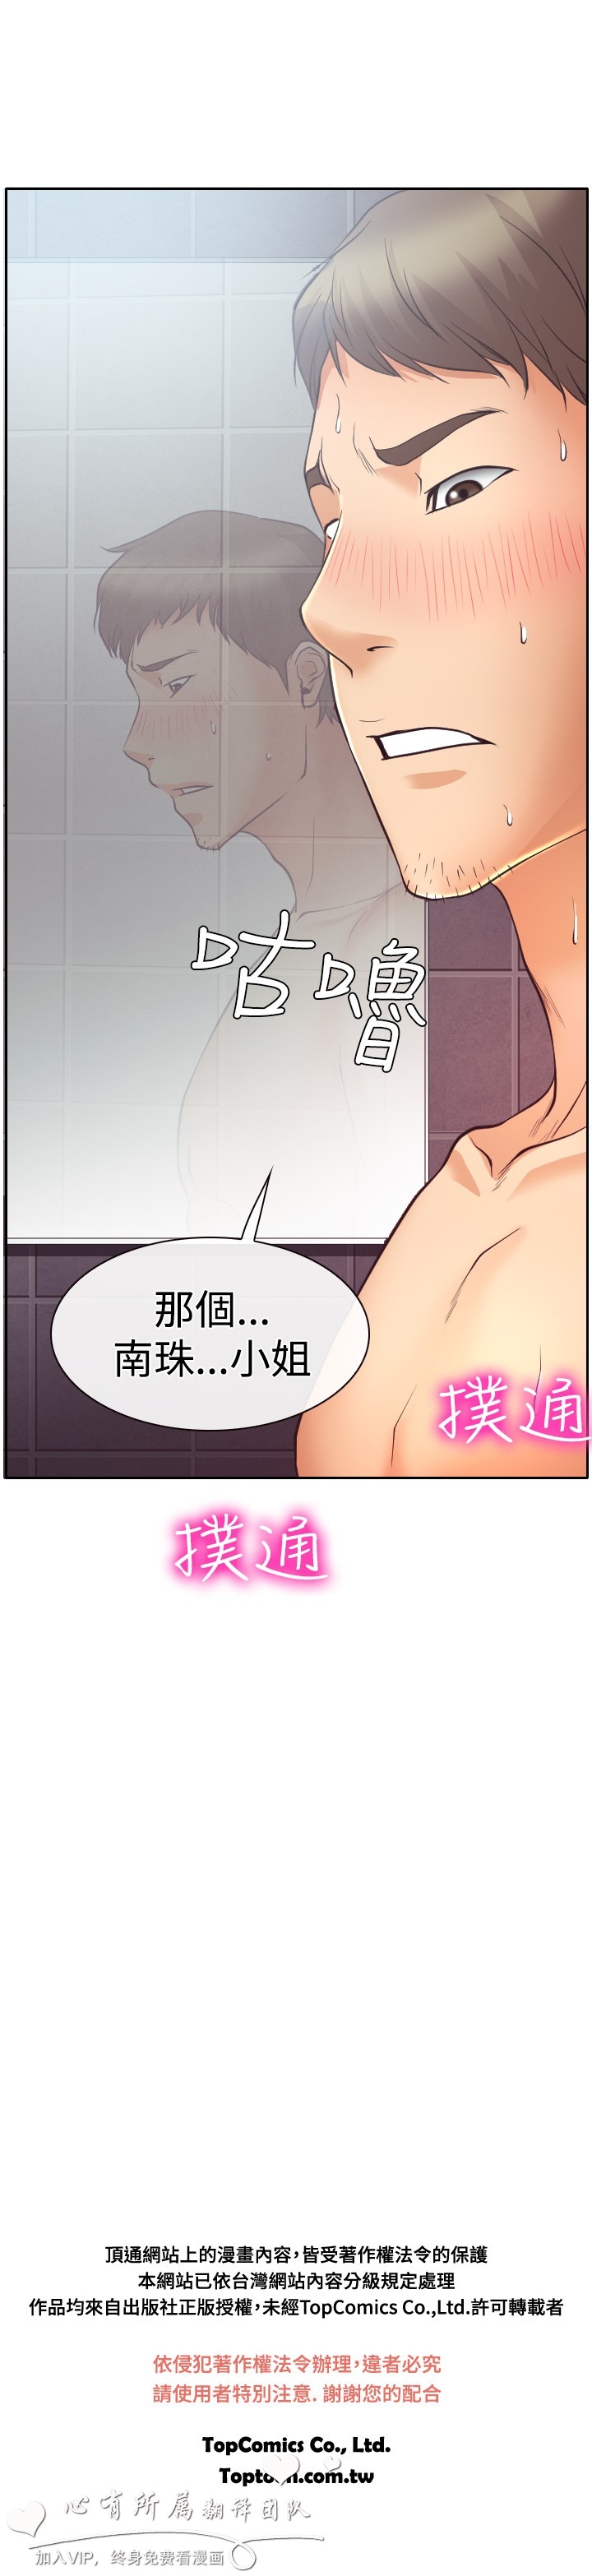 咕嚕
那個...
南珠...小姐
撲通
撲通
頂通網站上的漫畫內容，皆受著作權法令的保護
本網站已依台灣網站內容分級規定處理
作品均來自出版社正版授權，未經TopComics Co.,Ltd.許可轉載者
依侵犯著作權法令辦理，違者必究
請使用者特別注意. 謝謝您的配合
TopComics Co., Ltd.
Toptoon.com.tw
心有所属翻译团队
加入VIP，终身免费看漫画